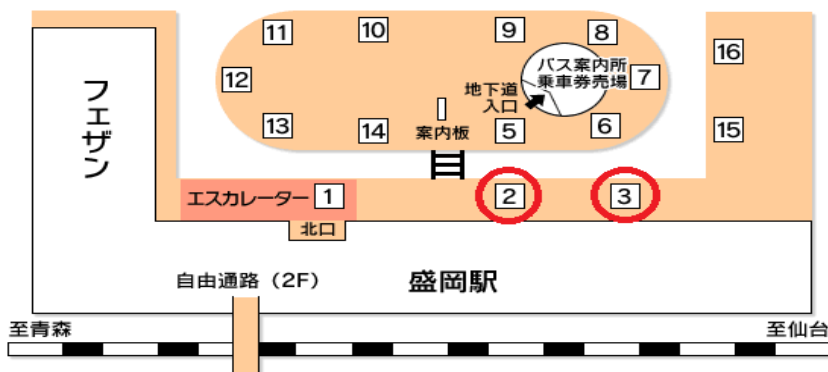 11
10
9
8
16
12
バス案内所
乗車券売場
7
地下道
入口
13
14
案内板
5
6
15
フェザン
エスカレーター
1
2
3
北口
自由通路（2F）
盛岡駅
至青森
至仙台